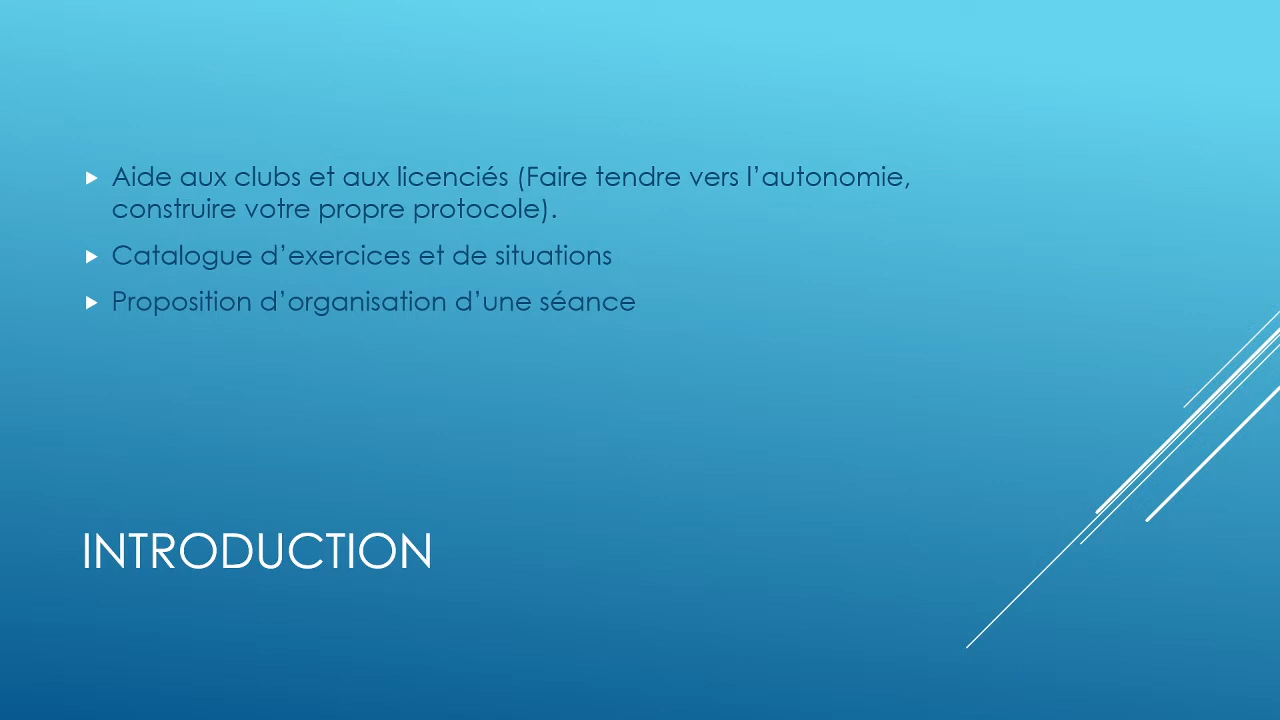 Aide aux clubs et aux licenciés (Faire tendre vers l’autonomie,
construire votre propre protocole).
Catalogue d’exercices et de situations
Proposition d’organisation d’une séance
INTRODUCTION